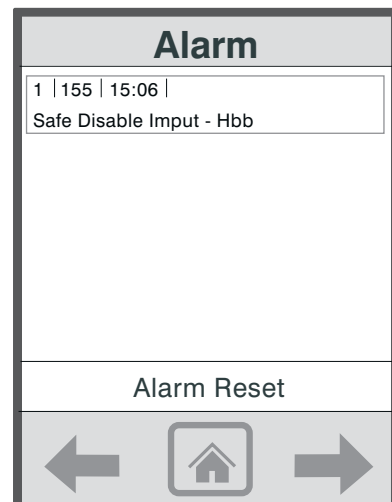 Alarm
1 | 155 | 15:06 |
Safe Disable Imput - Hbb
Alarm Reset